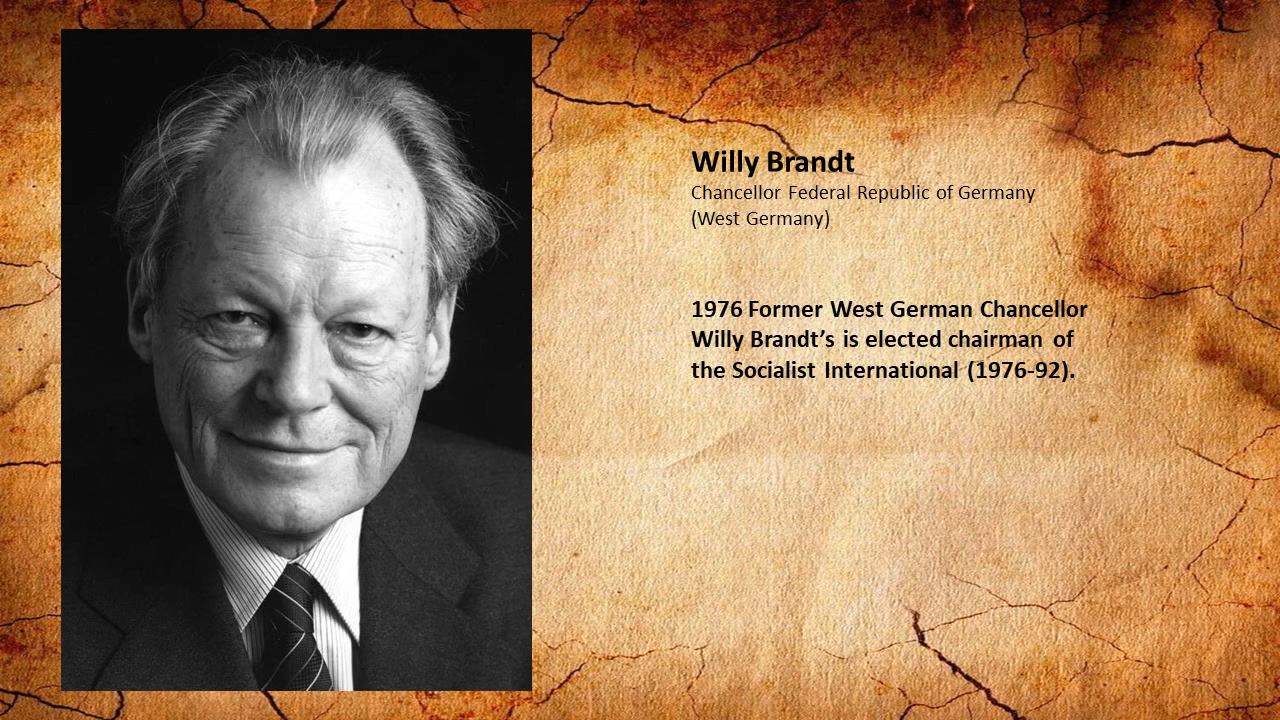 Willy Brandt
Chancellor Federal Republic of Germany
(West Germany)
1976 Former West German Chancellor
Willy Brandt’s is elected chairman of
the Socialist International (1976-92).